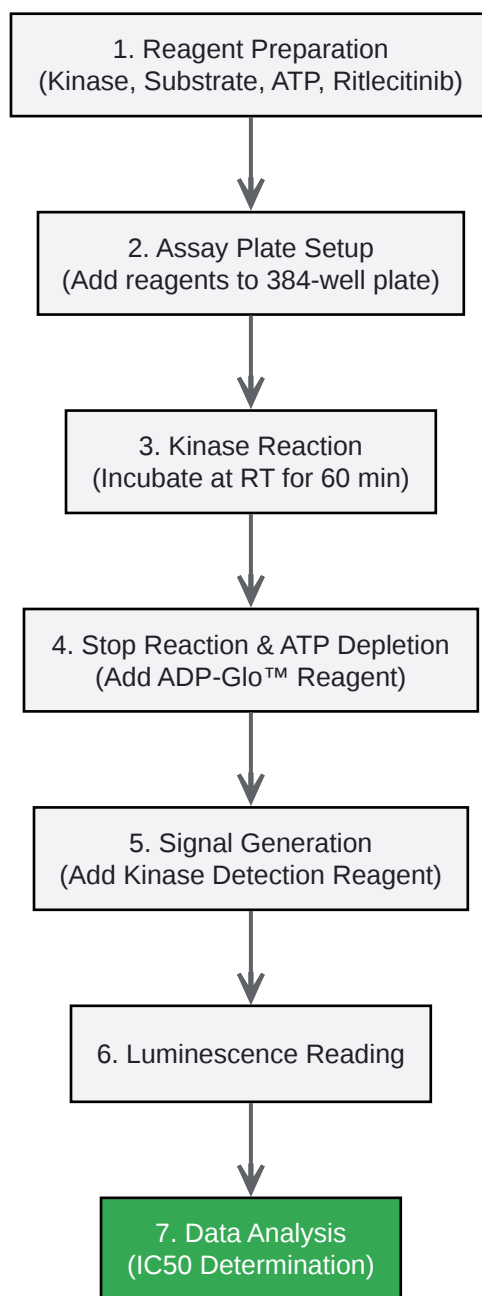 1. Reagent Preparation
(Kinase, Substrate, ATP, Ritlecitinib)
2. Assay Plate Setup
(Add reagents to 384-well plate)
3. Kinase Reaction
(Incubate at RT for 60 min)
4. Stop Reaction & ATP Depletion
(Add ADP-Glo™ Reagent)
5. Signal Generation
(Add Kinase Detection Reagent)
6. Luminescence Reading
7. Data Analysis
(IC50 Determination)